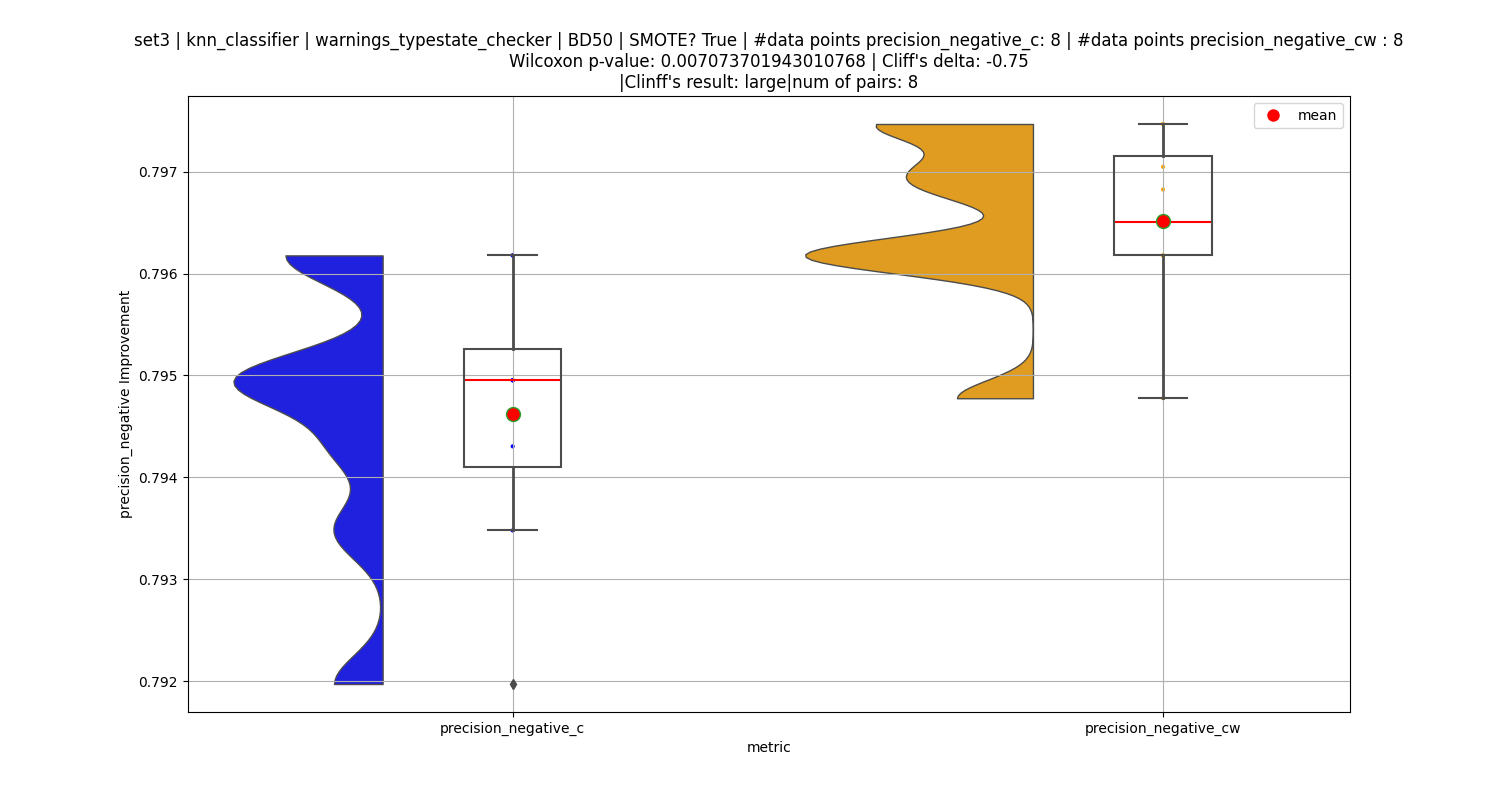 set3 | knn_classifier | warnings_typestate_checker | BD50 | SMOTE? True | #data points precision_negative_c: 8 | #data points precision_negative_cw : 8
Wilcoxon p-value: 0.007073701943010768 | Cliff's delta: -0.75
|Clinff's result: large|num of pairs: 8
mean
0.797
0.796
0.795
0.794
0.793
0.792
precision_negative Improvement
precision_negative_c
precision_negative_cw
metric